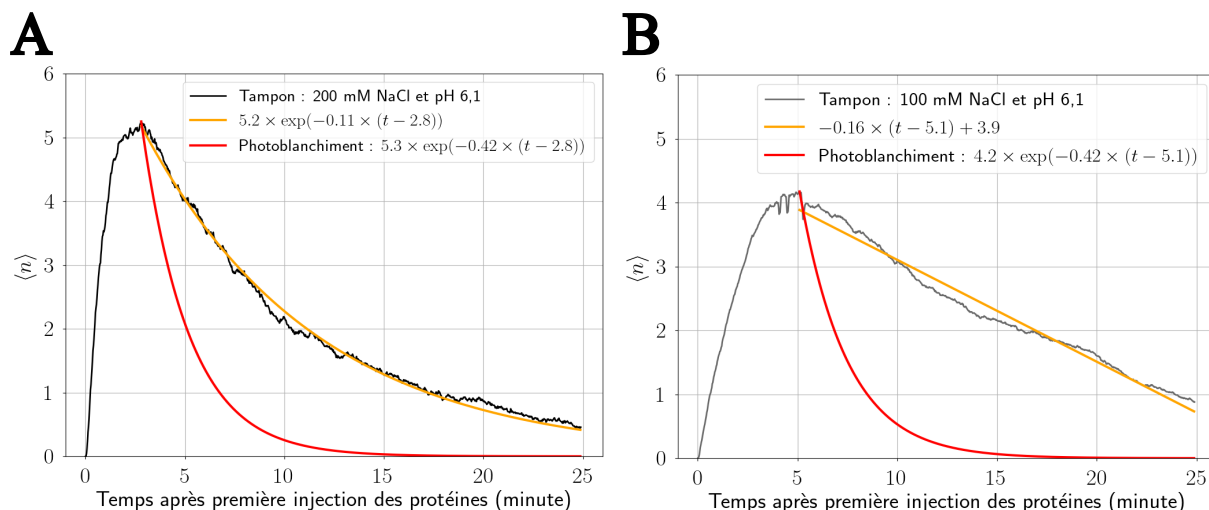 A
6
5
4
3
2
1
0
⟨n⟩
Tampon : 200 mM NaCl et pH 6,1
5.2 × exp(−0.11 × (t − 2.8))
Photoblanchiment : 5.3 × exp(−0.42 × (t − 2.8))
0 5 10 15 20 25
Temps après première injection des protéines (minute)
B
6
5
4
3
2
1
0
⟨n⟩
Tampon : 100 mM NaCl et pH 6,1
−0.16 × (t − 5.1) + 3.9
Photoblanchiment : 4.2 × exp(−0.42 × (t − 5.1))
0 5 10 15 20 25
Temps après première injection des protéines (minute)